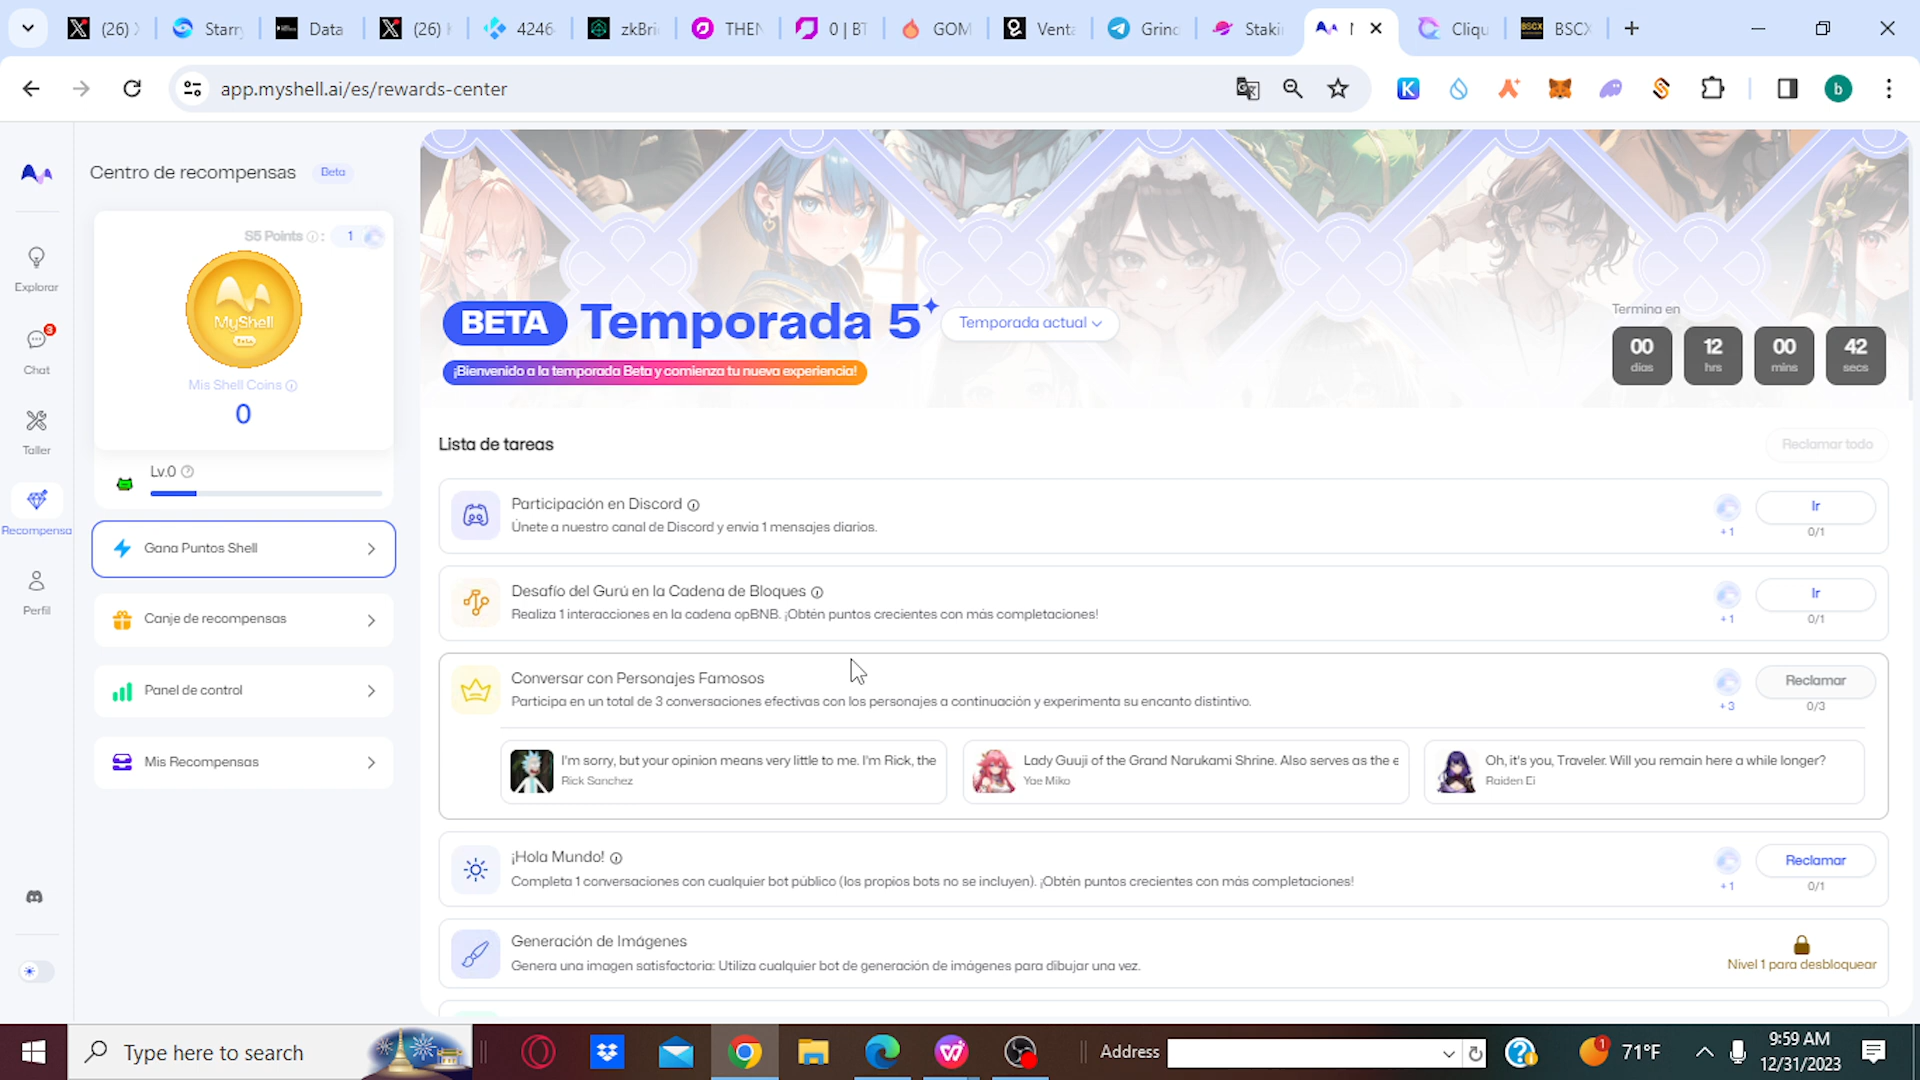 (26)
Starr
Data
(26)
4246
zkBri
THEN
0 | BT
GOM
Venta
Grinc
Staki
Cliqu
BSCX
app.myshell.ai/es/rewards-center
Centro de recompensas
Beta
S5 Points
1
MyShell
Beta
Mis Shell Coins
0
Lv.0
Gana Puntos Shell
Canje de recompensas
Panel de control
Mis Recompensas
Explorar
3
Chat
Taller
Recompensa
Perfil
BETA Temporada 5
Temporada actual
¡Bienvenido a la temporada Beta y comienza tu nueva experiencia!
Termina en
00 días
12 hrs
00 mins
42 secs
Lista de tareas
Reclamar todo
Participación en Discord
Únete a nuestro canal de Discord y envía 1 mensajes diarios.
+1
Ir
0/1
Desafío del Gurú en la Cadena de Bloques
Realiza 1 interacciones en la cadena opBNB. ¡Obtén puntos crecientes con más completaciones!
+1
Ir
0/1
Conversar con Personajes Famosos
Participa en un total de 3 conversaciones efectivas con los personajes a continuación y experimenta su encanto distintivo.
+3
Reclamar
0/3
I'm sorry, but your opinion means very little to me. I'm Rick, the
Rick Sanchez
Lady Guuji of the Grand Narukami Shrine. Also serves as the e
Yae Miko
Oh, it's you, Traveler. Will you remain here a while longer?
Raiden Ei
¡Hola Mundo!
Completa 1 conversaciones con cualquier bot público (los propios bots no se incluyen). ¡Obtén puntos crecientes con más completaciones!
+1
Reclamar
0/1
Generación de Imágenes
Genera una imagen satisfactoria: Utiliza cualquier bot de generación de imágenes para dibujar una vez.
Nivel 1 para desbloquear
Type here to search
Address
1
71°F
9:59 AM
12/31/2023